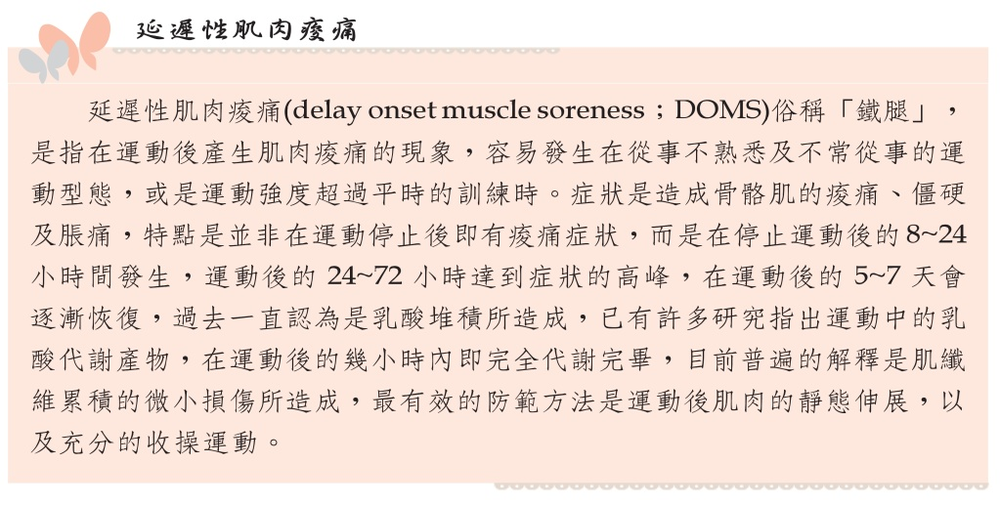 延遲性肌肉痠痛
延遲性肌肉痠痛(delay onset muscle soreness；DOMS)俗稱「鐵腿」，
是指在運動後產生肌肉痠痛的現象，容易發生在從事不熟悉及不常從事的運
動型態，或是運動強度超過平時的訓練時。症狀是造成骨骼肌的痠痛、僵硬
及脹痛，特點是並非在運動停止後即有痠痛症狀，而是在停止運動後的8~24
小時間發生，運動後的 24~72 小時達到症狀的高峰，在運動後的 5~7 天會
逐漸恢復，過去一直認為是乳酸堆積所造成，已有許多研究指出運動中的乳
酸代謝產物，在運動後的幾小時內即完全代謝完畢，目前普遍的解釋是肌纖
維累積的微小損傷所造成，最有效的防範方法是運動後肌肉的靜態伸展，以
及充分的收操運動。